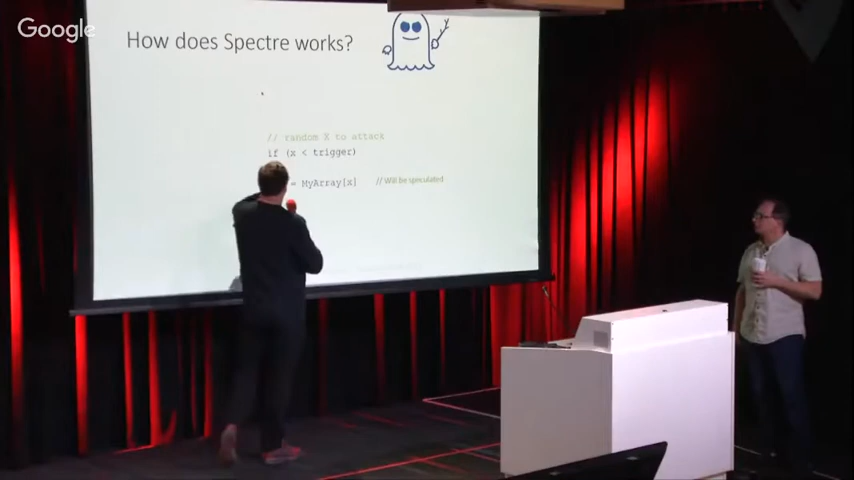 Google
How does Spectre works?
// random X to attack
if (x < trigger)
= MyArray[x] // Will be speculated